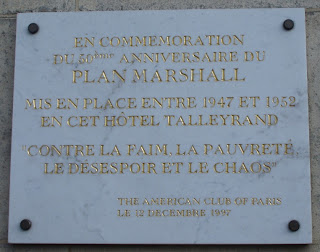 EN COMMEMORATION
DU 50ème ANNIVERSAIRE DU
PLAN MARSHALL
MIS EN PLACE ENTRE 1947 ET 1952
EN CET HÔTEL TALLEYRAND
"CONTRE LA FAIM, LA PAUVRETÉ
LE DÉSESPOIR ET LE CHAOS"
THE AMERICAN CLUB OF PARIS
LE 12 DECEMBRE 1997